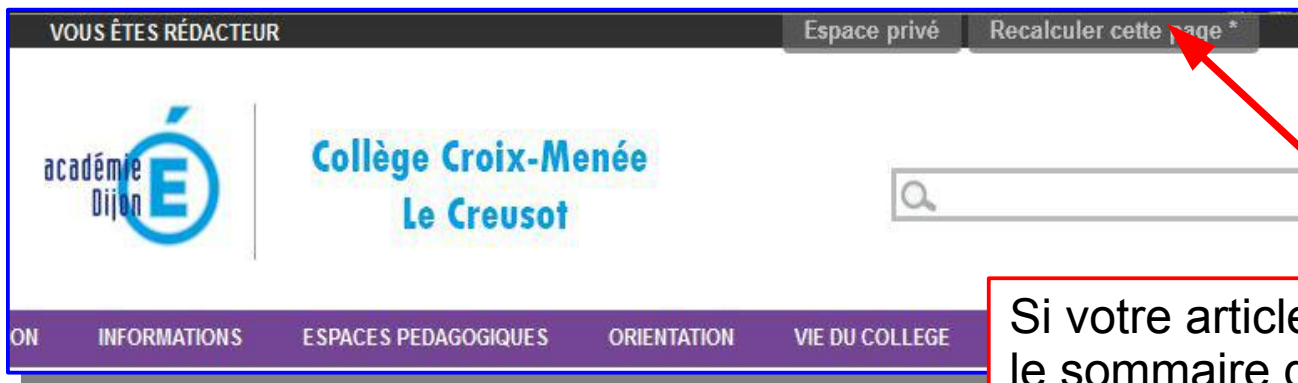 VOUS ÊTES RÉDACTEUR
Espace privé
Recalculer cette page *
académie
Dijon
É
Collège Croix-Menée
Le Creusot
ON
INFORMATIONS
ESPACES PEDAGOGIQUES
ORIENTATION
VIE DU COLLEGE
Si votre article
le sommaire